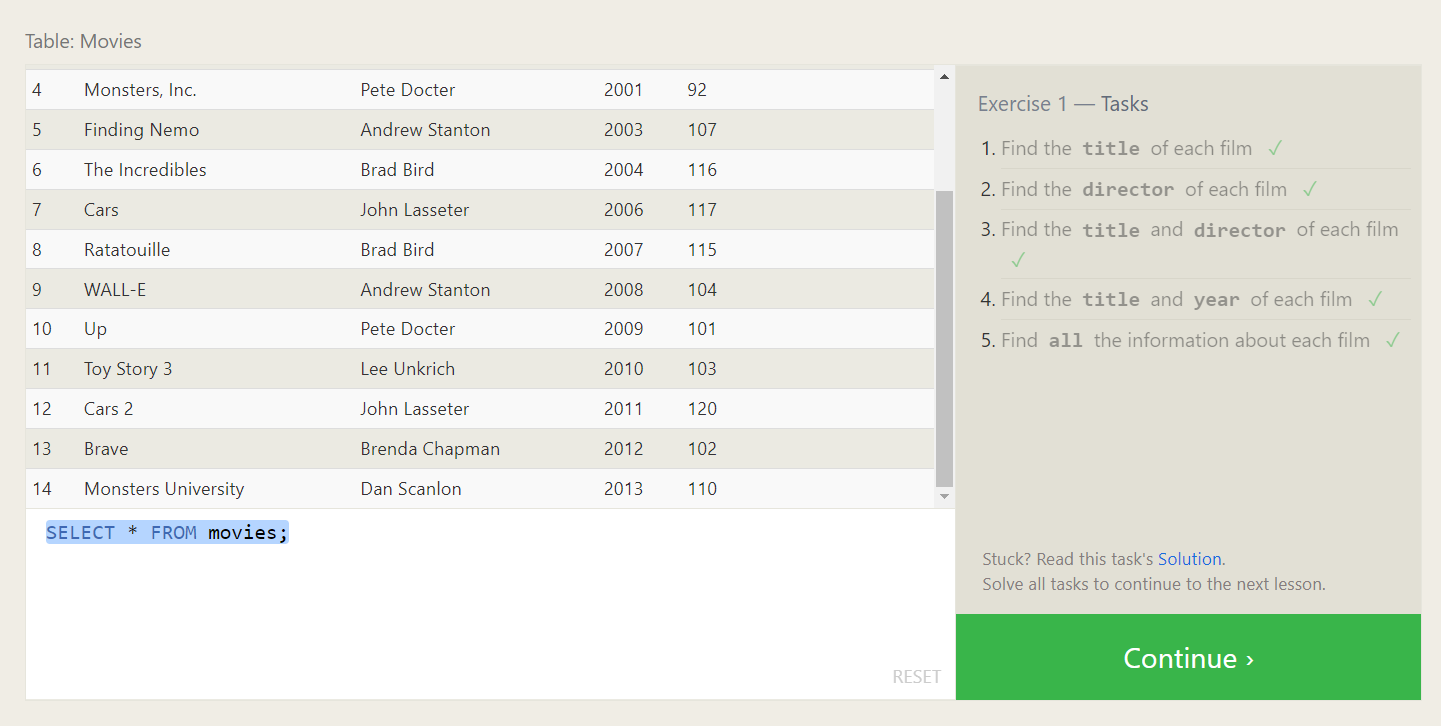 Table: Movies
4 Monsters, Inc. Pete Docter 2001 92
5 Finding Nemo Andrew Stanton 2003 107
6 The Incredibles Brad Bird 2004 116
7 Cars John Lasseter 2006 117
8 Ratatouille Brad Bird 2007 115
9 WALL-E Andrew Stanton 2008 104
10 Up Pete Docter 2009 101
11 Toy Story 3 Lee Unkrich 2010 103
12 Cars 2 John Lasseter 2011 120
13 Brave Brenda Chapman 2012 102
14 Monsters University Dan Scanlon 2013 110
SELECT * FROM movies;
RESET
Exercise 1 — Tasks
1. Find the title of each film ✓
2. Find the director of each film ✓
3. Find the title and director of each film
✓
4. Find the title and year of each film ✓
5. Find all the information about each film ✓
Stuck? Read this task's Solution.
Solve all tasks to continue to the next lesson.
Continue ›